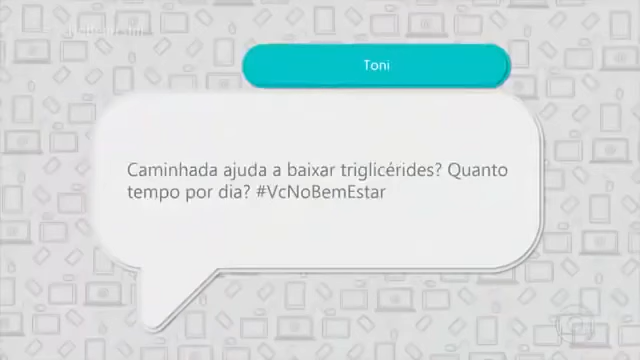 Toni
Caminhada ajuda a baixar triglicérides? Quanto
tempo por dia? #VcNoBemEstar